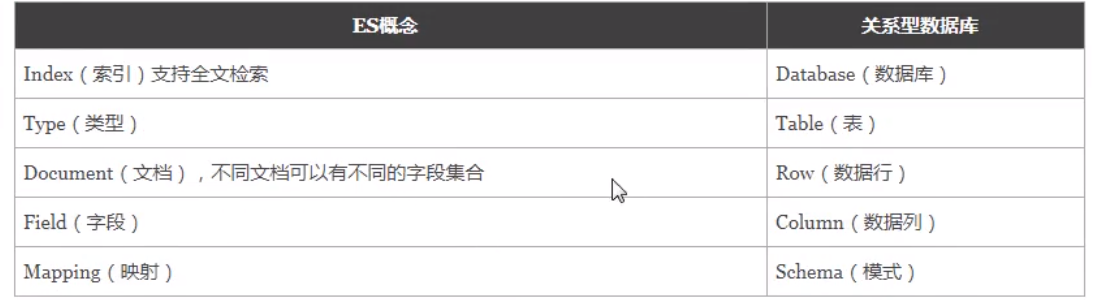 ES概念 关系型数据库
Index（索引）支持全文检索 Database（数据库）
Type（类型） Table（表）
Document（文档），不同文档可以有不同的字段集合 Row（数据行）
Field（字段） Column（数据列）
Mapping（映射） Schema（模式）